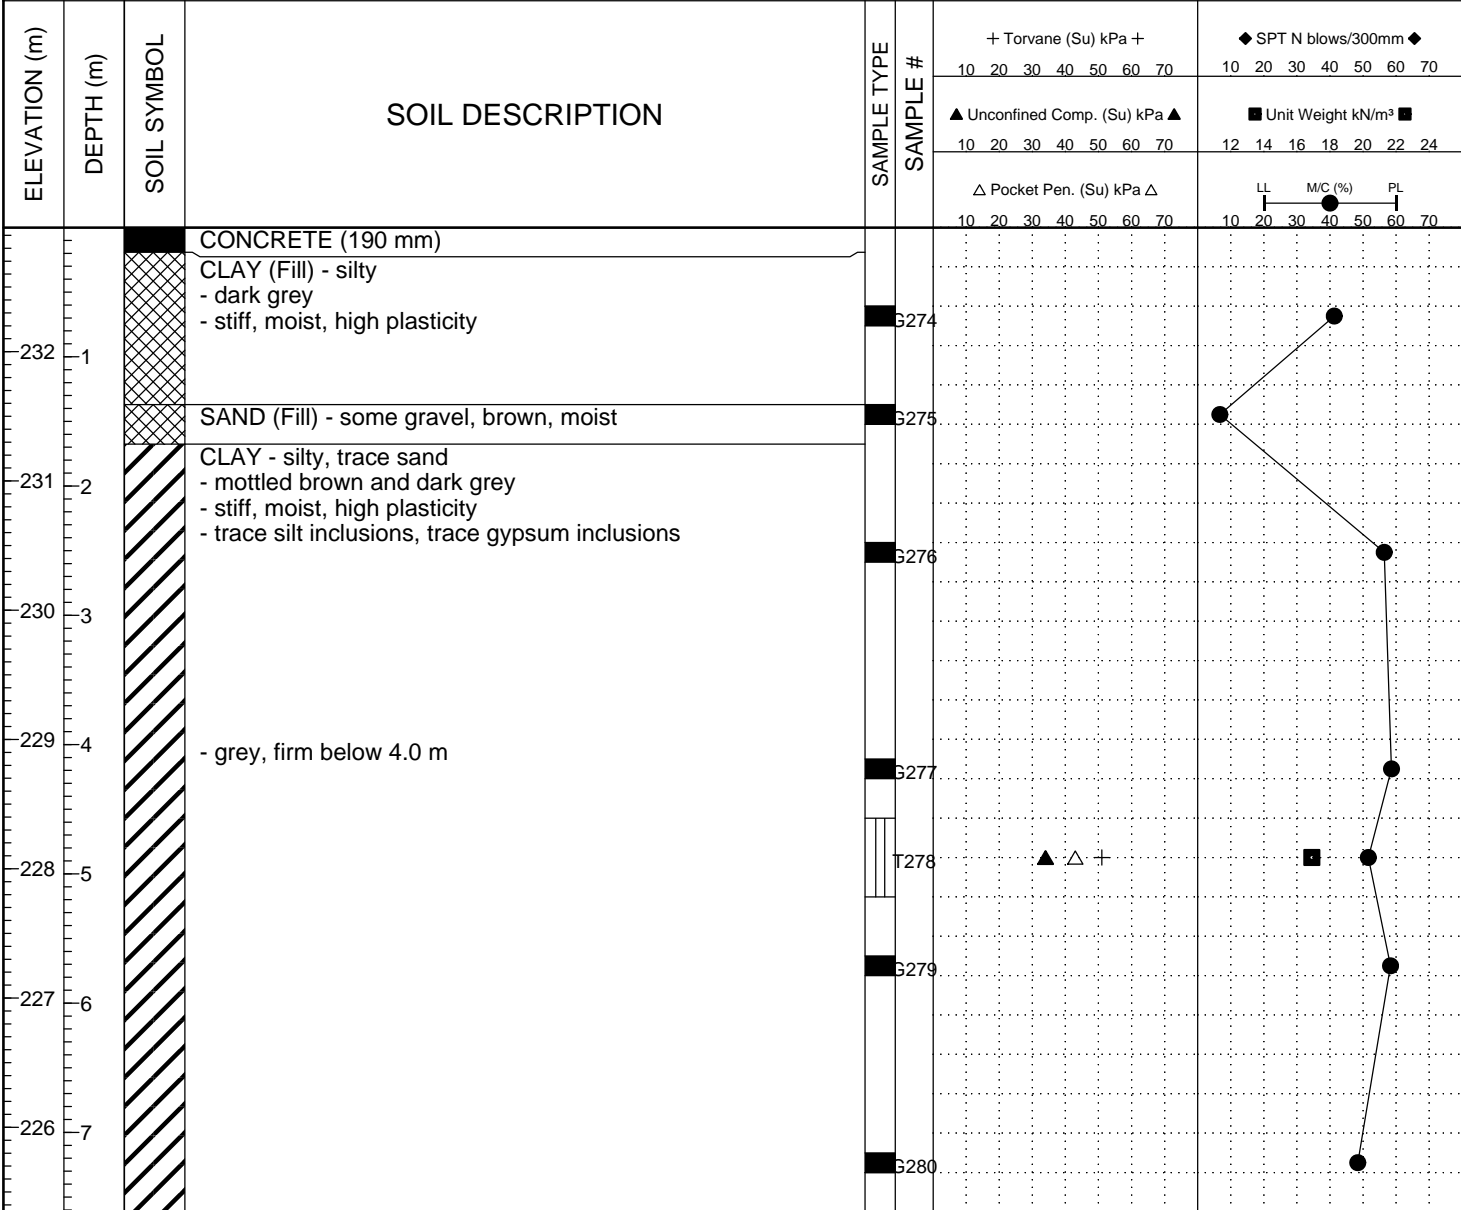 ELEVATION (m)
DEPTH (m)
SOIL SYMBOL
SOIL DESCRIPTION
SAMPLE TYPE
SAMPLE #
+ Torvane (Su) kPa +
10 20 30 40 50 60 70
▲ Unconfined Comp. (Su) kPa ▲
10 20 30 40 50 60 70
△ Pocket Pen. (Su) kPa △
10 20 30 40 50 60 70
◆ SPT N blows/300mm ◆
10 20 30 40 50 60 70
■ Unit Weight kN/m³ ■
12 14 16 18 20 22 24
LL M/C (%) PL
10 20 30 40 50 60 70
CONCRETE (190 mm)
CLAY (Fill) - silty
- dark grey
- stiff, moist, high plasticity
G274
232
1
SAND (Fill) - some gravel, brown, moist
G275
CLAY - silty, trace sand
231
- mottled brown and dark grey
2
- stiff, moist, high plasticity
- trace silt inclusions, trace gypsum inclusions
G276
230
3
229
4
- grey, firm below 4.0 m
G277
228
5
T278
G279
227
6
226
7
G280